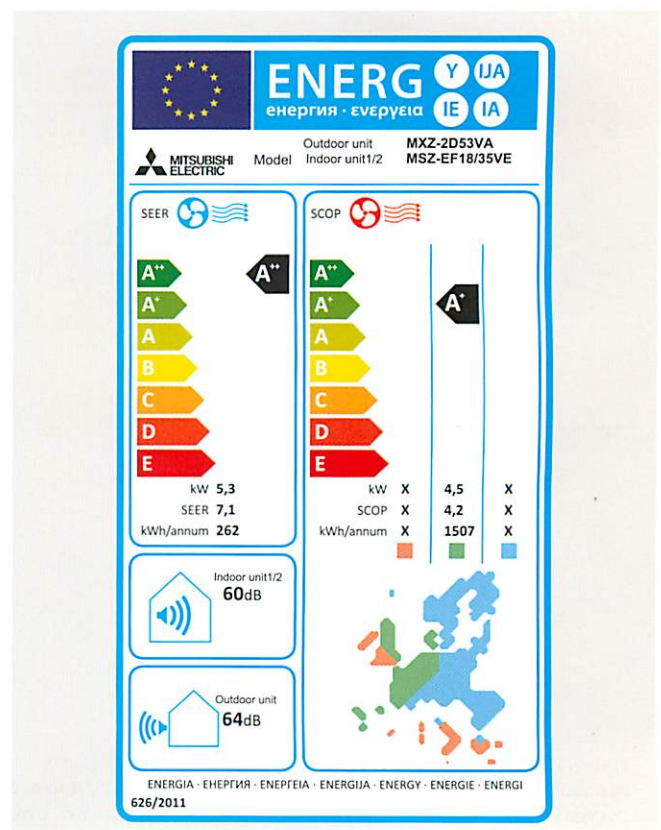 ENERG Y IJA
енергия · ενεργεια IE IA
MITSUBISHI
ELECTRIC
Model
Outdoor unit MXZ-2D53VA
Indoor unit1/2 MSZ-EF18/35VE
SEER
A++ A++
A+
A
B
C
D
E
kW 5,3
SEER 7,1
kWh/annum 262
SCOP
A++
A+ A+
A
B
C
D
E
kW X 4,5 X
SCOP X 4,2 X
kWh/annum X 1507 X
Indoor unit1/2
60dB
Outdoor unit
64dB
ENERGIA · ЕНЕРГИЯ · ΕΝΕΡΓΕΙΑ · ENERGIJA · ENERGY · ENERGIE · ENERGI
626/2011